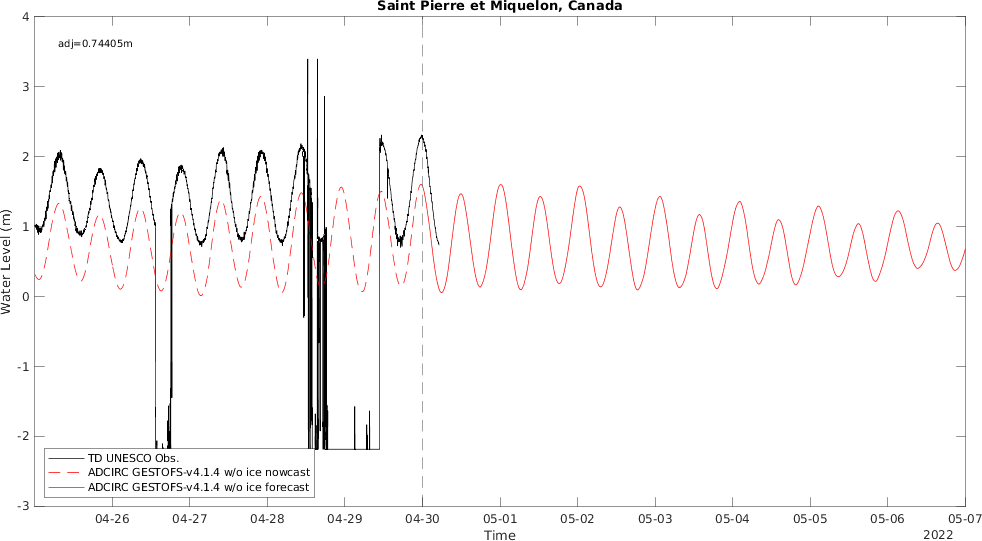 Saint Pierre et Miquelon, Canada
4
adj=0.74405m
3
2
1
0
-1
-2
-3
Water Level (m)
TD UNESCO Obs.
ADCIRC GESTOFS-v4.1.4 w/o ice nowcast
ADCIRC GESTOFS-v4.1.4 w/o ice forecast
04-26 04-27 04-28 04-29 04-30 05-01 05-02 05-03 05-04 05-05 05-06 05-07
Time
2022